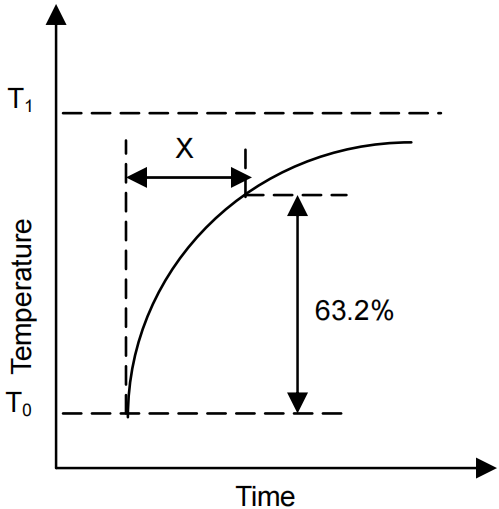 T₁
X
Temperature
63.2%
T₀
Time